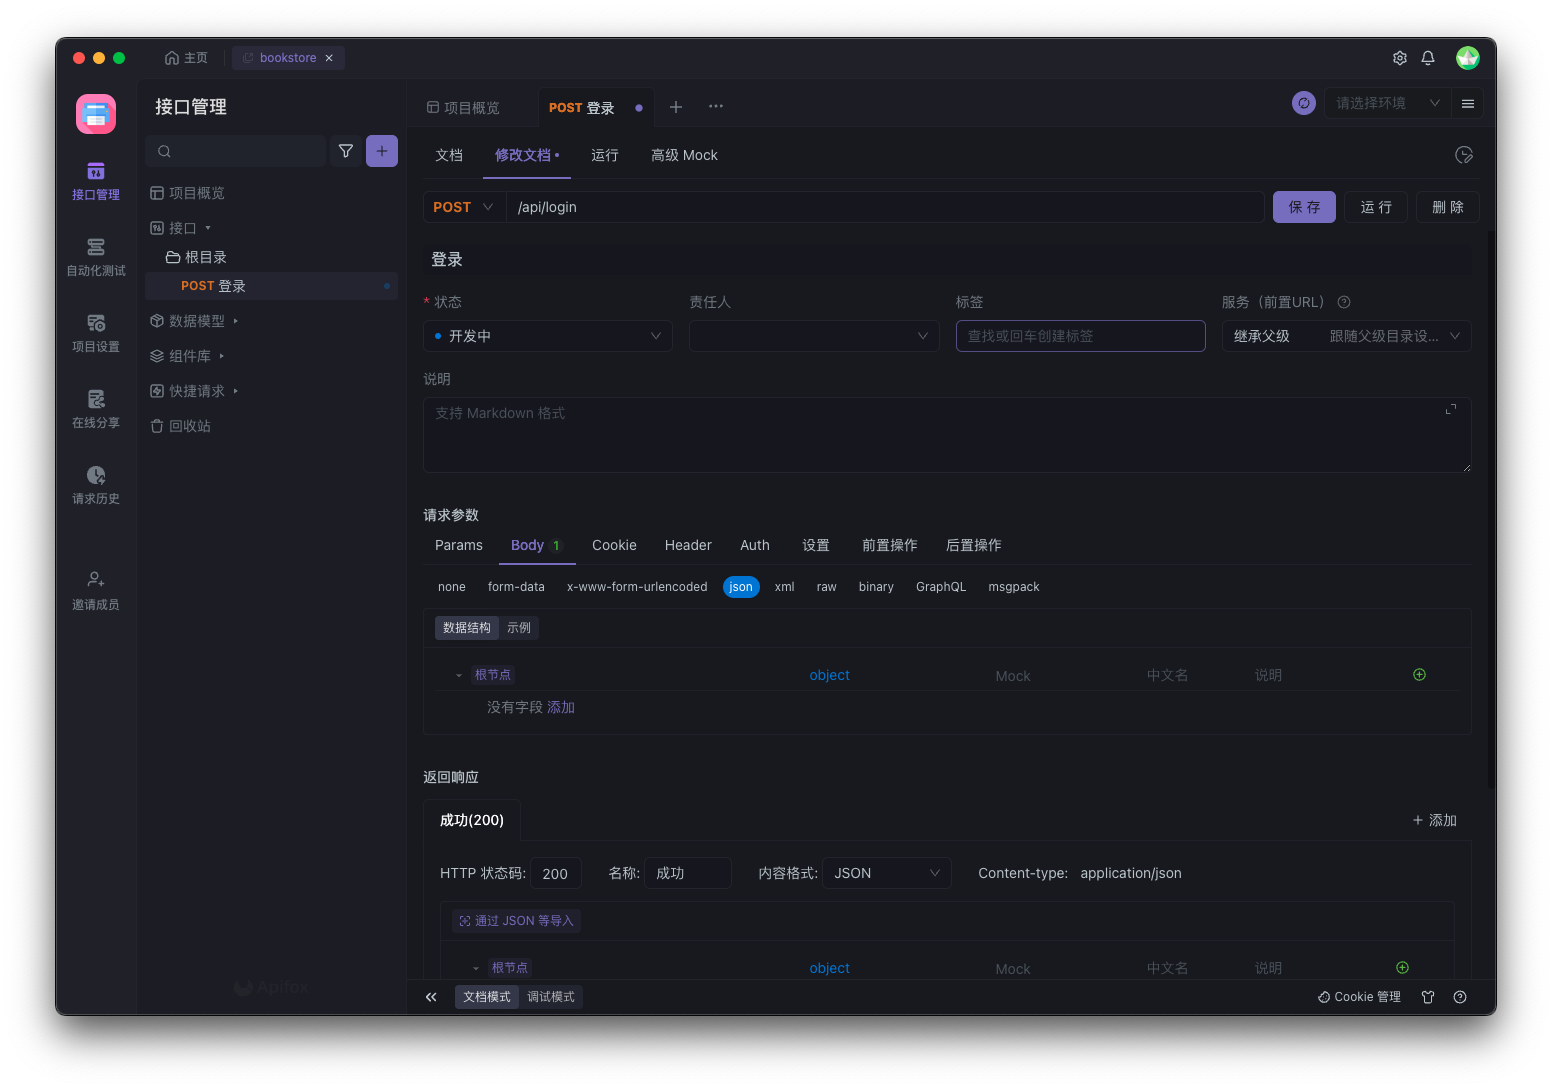 主页
bookstore
接口管理
项目概览
POST 登录
请选择环境
接口管理
自动化测试
项目设置
在线分享
请求历史
邀请成员
项目概览
接口
根目录
POST 登录
数据模型
组件库
快捷请求
回收站
Apifox
文档
修改文档
运行
高级 Mock
POST
/api/login
保存
运行
删除
登录
* 状态
责任人
标签
服务（前置URL）
开发中
查找或回车创建标签
继承父级 跟随父级目录设...
说明
支持 Markdown 格式
请求参数
Params
Body 1
Cookie
Header
Auth
设置
前置操作
后置操作
none
form-data
x-www-form-urlencoded
json
xml
raw
binary
GraphQL
msgpack
数据结构
示例
根节点
object
Mock
中文名
说明
没有字段 添加
返回响应
成功(200)
添加
HTTP 状态码: 200
名称: 成功
内容格式: JSON
Content-type: application/json
通过 JSON 等导入
根节点
object
Mock
中文名
说明
文档模式
调试模式
Cookie 管理